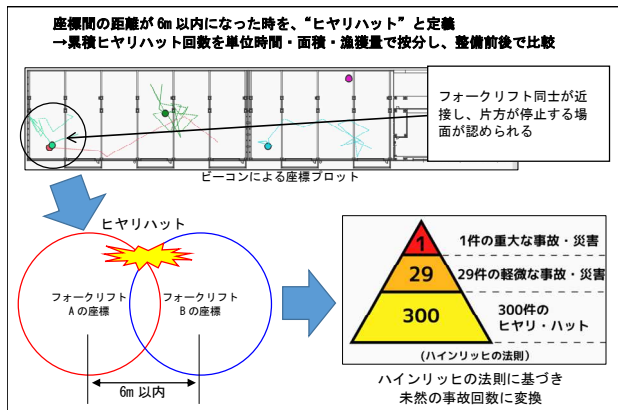 座標間の距離が6m以内になった時を、“ヒヤリハット”と定義
→累積ヒヤリハット回数を単位時間・面積・漁獲量で按分し、整備前後で比較
フォークリフト同士が近
接し、片方が停止する場
面が認められる
ビーコンによる座標プロット
ヒヤリハット
フォークリフト
Aの座標
フォークリフト
Bの座標
6m以内
1
1件の重大な事故・災害
29
29件の軽微な事故・災害
300
300件の
ヒヤリ・ハット
(ハインリッヒの法則)
ハインリッヒの法則に基づき
未然の事故回数に変換